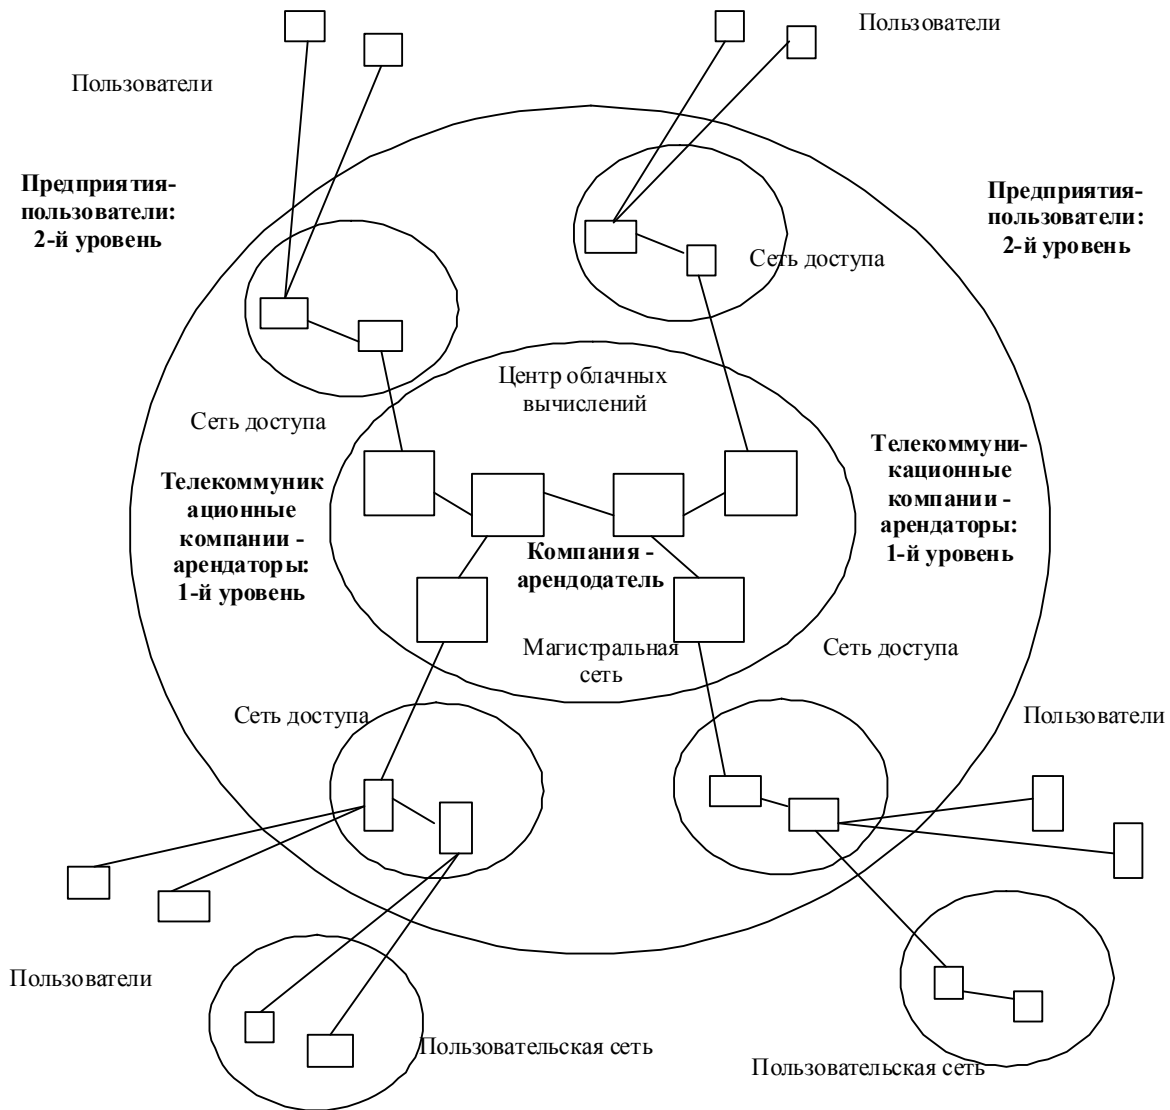 Пользователи
Пользователи
Предприятия-
пользователи:
2-й уровень
Предприятия-
пользователи:
2-й уровень
Сеть доступа
Центр облачных
вычислений
Сеть доступа
Телекоммуник
ационные
компании -
арендаторы:
1-й уровень
Телекоммуни-
кационные
компании -
арендаторы:
1-й уровень
Компания -
арендодатель
Магистральная
сеть
Сеть доступа
Сеть доступа
Пользователи
Пользователи
Пользовательская сеть
Пользовательская сеть